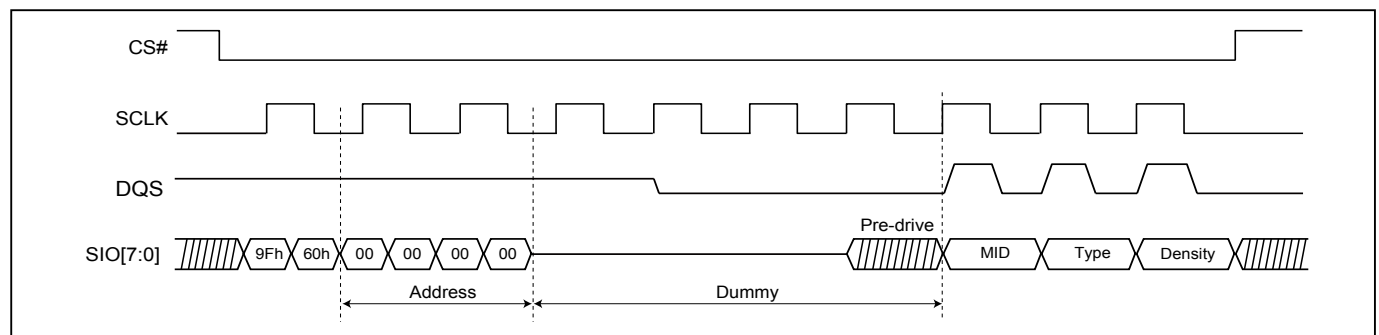 CS#
SCLK
DQS
Pre-drive
SIO[7:0] 9Fh 60h 00 00 00 00 MID Type Density
Address Dummy